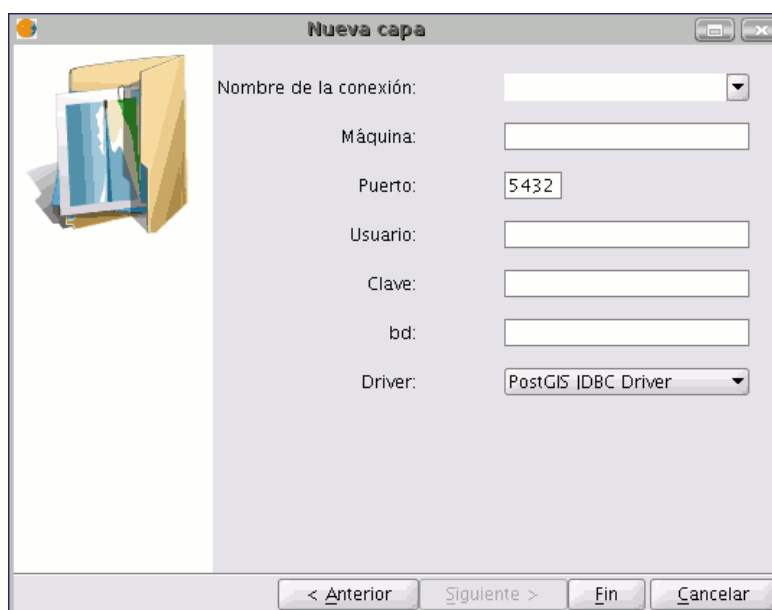 Nueva capa
Nombre de la conexión:
Máquina:
Puerto: 5432
Usuario:
Clave:
bd:
Driver: PostGIS JDBC Driver
< Anterior Siguiente > Fin Cancelar